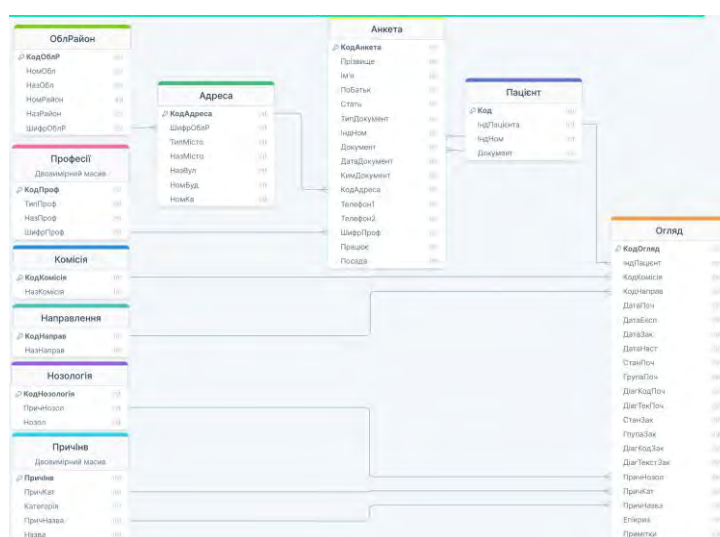 ОблРайон
КодОблР
НомОбл
НазОбл
НомРайон
НазРайон
ШифрОблР
Професії
Двовимірний масив
КодПроф
ТипПроф
НазПроф
ШифрПроф
Комісія
КодКомісія
НазКомісія
Направлення
КодНаправ
НазНаправ
Нозологія
КодНозологія
ПричНозол
Нозол
ПричІнв
Двовимірний масив
ПричІнв
ПричКат
Категорія
ПричНазва
Назва
Адреса
КодАдреса
ШифрОблР
ТипМісто
НазМісто
НазВул
НомБуд
НомКв
Анкета
КодАнкета
Прізвище
Ім'я
ПоБатьк
Стать
ТипДокумент
ІндНом
Документ
ДатаДокумент
КимДокумент
КодАдреса
Телефон1
Телефон2
ШифрПроф
Працює
Посада
Пацієнт
Код
ІндПацієнта
ІндНом
Документ
Огляд
КодОгляд
ІндПацієнт
КодКомісія
КодНаправ
ДатаПоч
ДатаЕксп
ДатаЗак
ДатаНаст
СтанПоч
ГрупаПоч
ДіагКодПоч
ДіагТекПоч
СтанЗак
ГрупаЗак
ДіагКодЗак
ДіагТекстЗак
ПричНозол
ПричКат
ПричНазва
Епікриз
Примітки